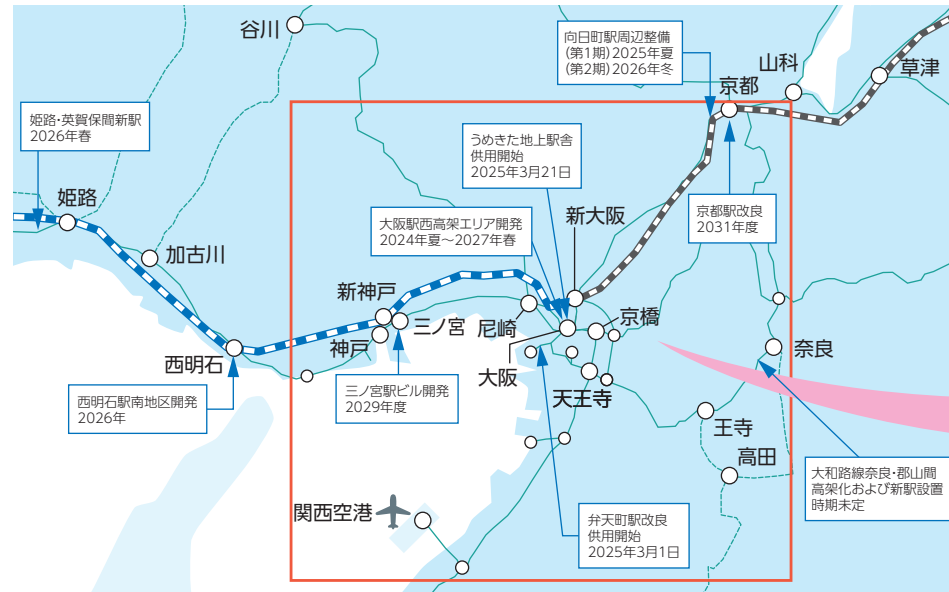 谷川
向日町駅周辺整備
(第1期)2025年夏
(第2期)2026年冬
山科
草津
京都
姫路・英賀保間新駅
2026年春
うめきた地上駅舎
供用開始
2025年3月21日
京都駅改良
2031年度
姫路
大阪駅西高架エリア開発
2024年夏~2027年春
新大阪
加古川
新神戸
三ノ宮
尼崎
京橋
神戸
奈良
西明石
大阪
天王寺
西明石駅南地区開発
2026年
三ノ宮駅ビル開発
2029年度
王寺
高田
大和路線奈良・郡山間
高架化および新駅設置
時期未定
関西空港
弁天町駅改良
供用開始
2025年3月1日